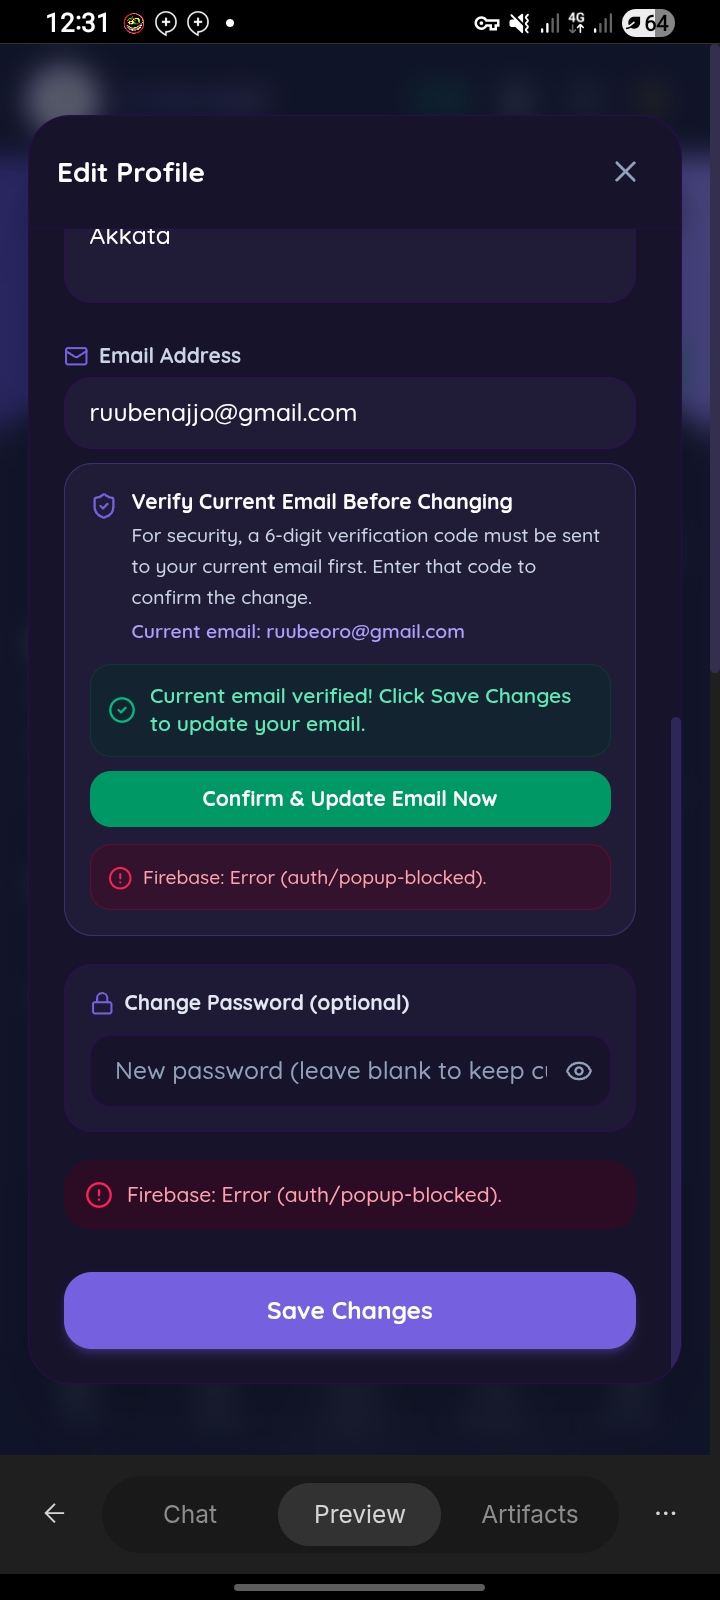 12:31
4G
64
Edit Profile
Akkata
Email Address
ruubenajjo@gmail.com
Verify Current Email Before Changing
For security, a 6-digit verification code must be sent
to your current email first. Enter that code to
confirm the change.
Current email: ruubeoro@gmail.com
Current email verified! Click Save Changes
to update your email.
Confirm & Update Email Now
Firebase: Error (auth/popup-blocked).
Change Password (optional)
New password (leave blank to keep
Firebase: Error (auth/popup-blocked).
Save Changes
Chat
Preview
Artifacts